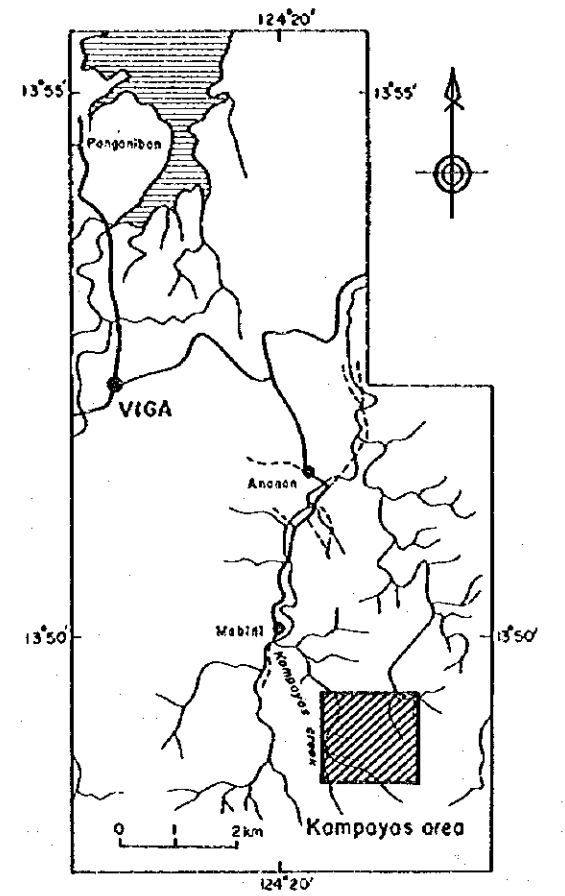 124°20'
13°55'
13°55'
Panganiban
VIGA
Ananon
13°50'
Mabini
13°50'
Kampayas creek
0 1 2km
Kampayas area
124°20'